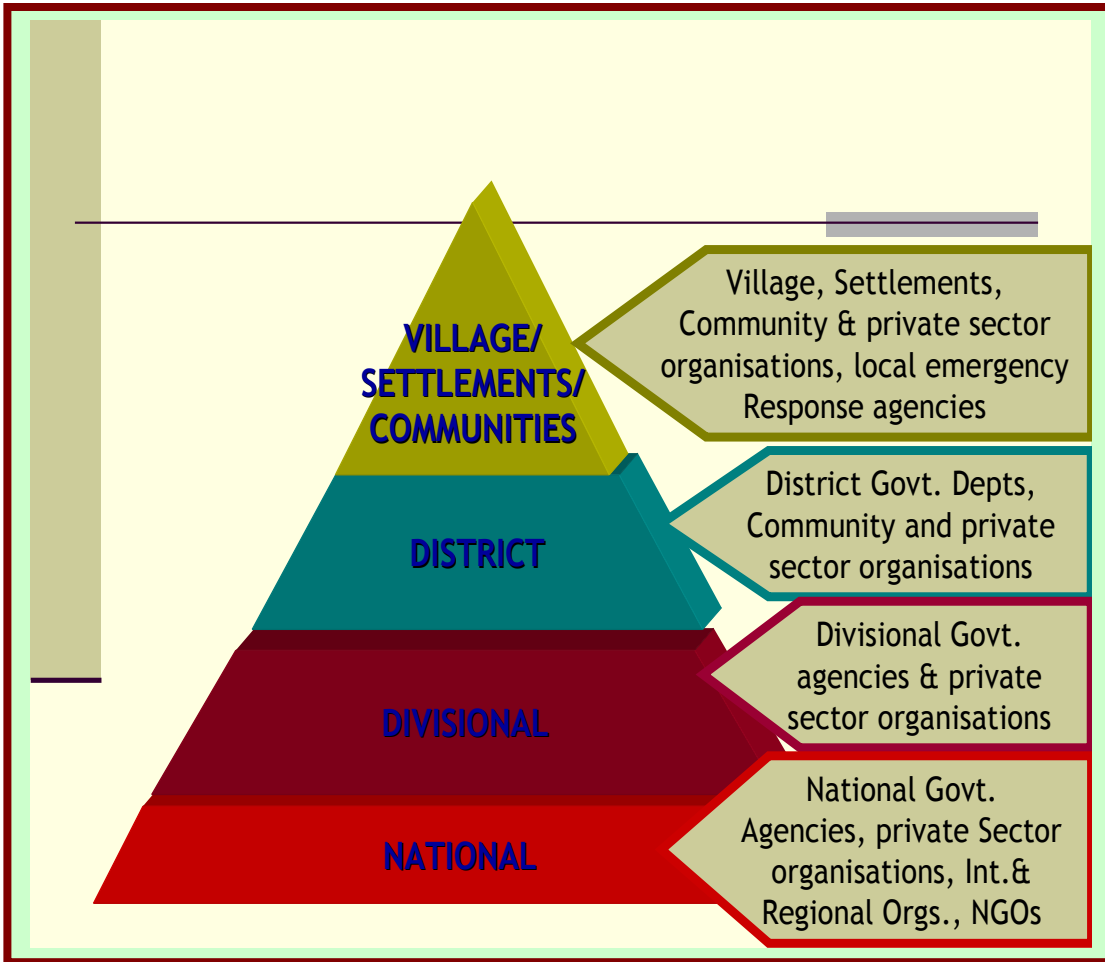 VILLAGE/
SETTLEMENTS/
COMMUNITIES
Village, Settlements,
Community & private sector
organisations, local emergency
Response agencies
DISTRICT
District Govt. Depts,
Community and private
sector organisations
DIVISIONAL
Divisional Govt.
agencies & private
sector organisations
NATIONAL
National Govt.
Agencies, private Sector
organisations, Int.&
Regional Orgs., NGOs